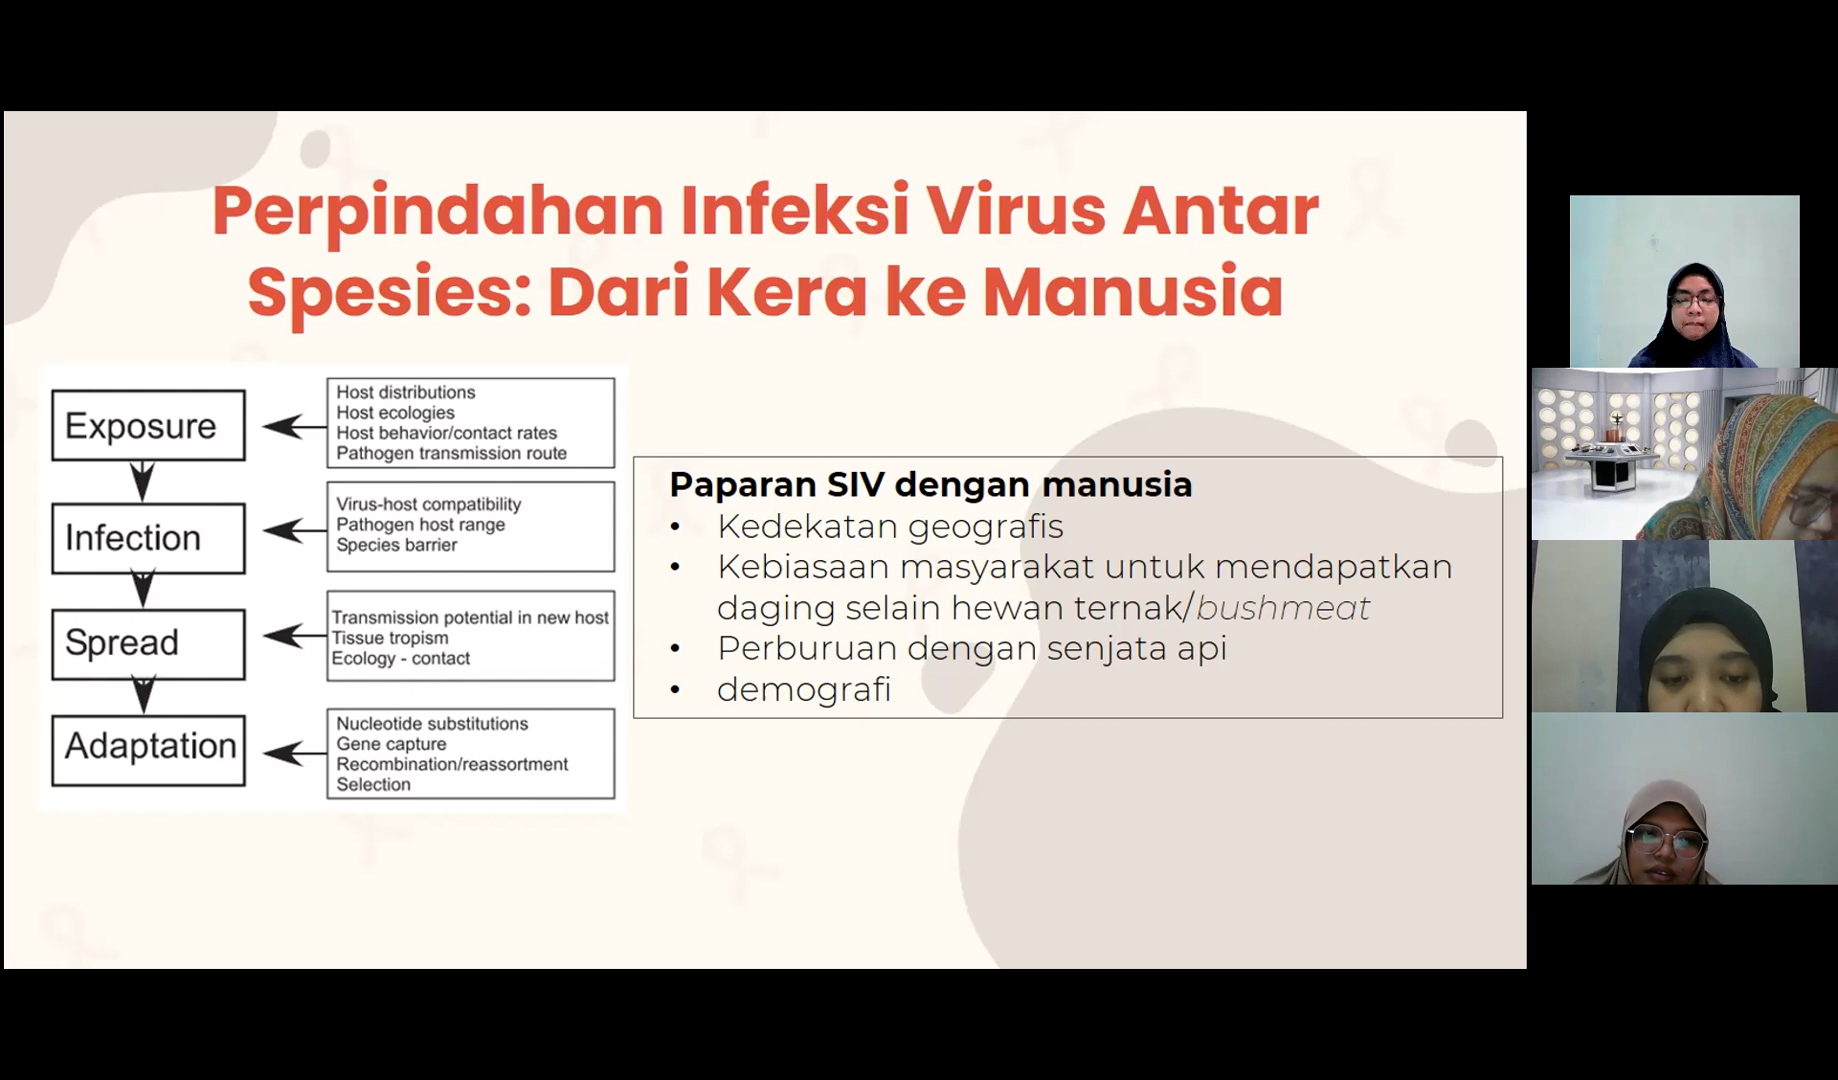 Perpindahan Infeksi Virus Antar
Spesies: Dari Kera ke Manusia
Exposure
Host distributions
Host ecologies
Host behavior/contact rates
Pathogen transmission route
Infection
Virus-host compatibility
Pathogen host range
Species barrier
Spread
Transmission potential in new host
Tissue tropism
Ecology - contact
Adaptation
Nucleotide substitutions
Gene capture
Recombination/reassortment
Selection
Paparan SIV dengan manusia
• Kedekatan geografis
• Kebiasaan masyarakat untuk mendapatkan
daging selain hewan ternak/bushmeat
• Perburuan dengan senjata api
• demografi